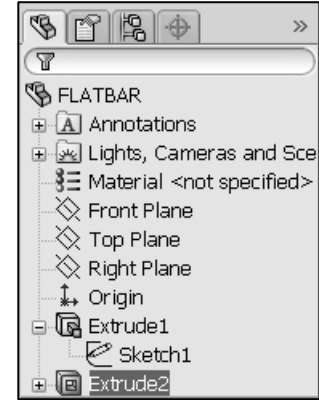 FLATBAR
Annotations
Lights, Cameras and Sce
Material <not specified>
Front Plane
Top Plane
Right Plane
Origin
Extrude1
Sketch1
Extrude2